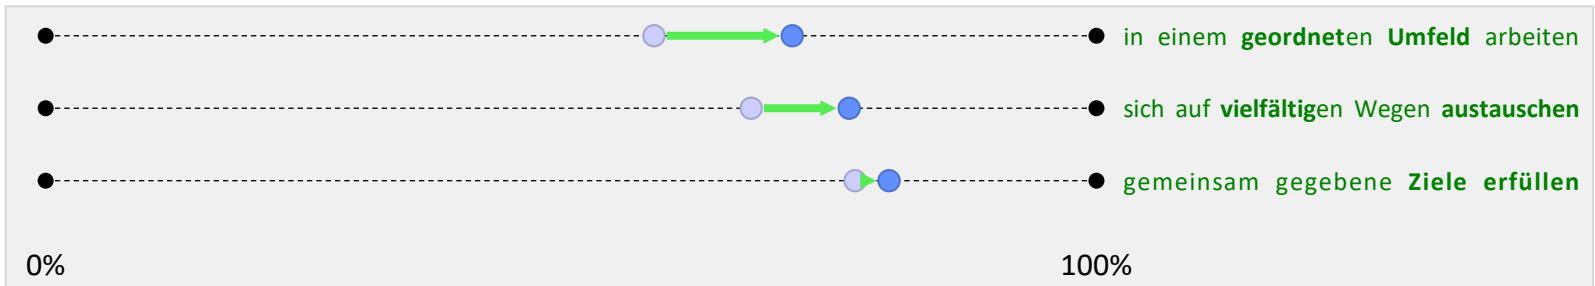 in einem geordneten Umfeld arbeiten
sich auf vielfältigen Wegen austauschen
gemeinsam gegebene Ziele erfüllen
0% 100%